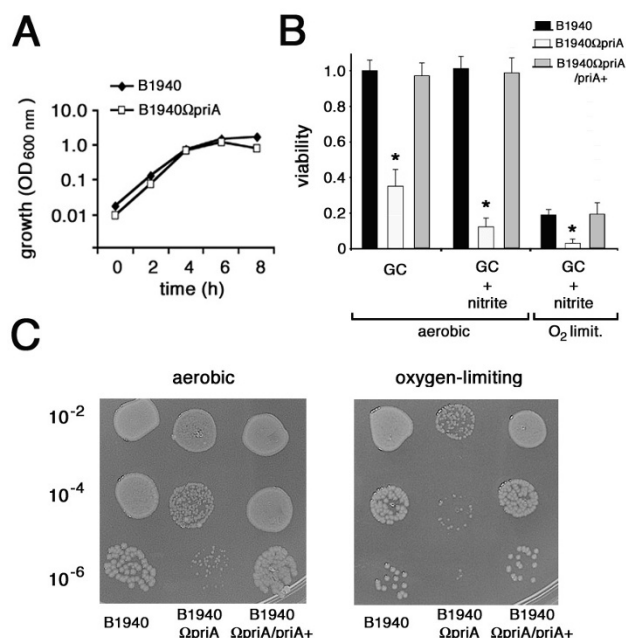 A
B1940
B1940ΩpriA
growth (OD600 nm)
10.0
1.0
0.1
0.01
0 2 4 6 8
time (h)
B
B1940
B1940ΩpriA
B1940ΩpriA
/priA+
viability
1.0
0.8
0.6
0.4
0.2
0
*
*
*
GC
GC
+
nitrite
GC
+
nitrite
aerobic
O2 limit.
C
aerobic
oxygen-limiting
10-2
10-4
10-6
B1940
B1940
ΩpriA
B1940
ΩpriA/priA+
B1940
B1940
ΩpriA
B1940
ΩpriA/priA+